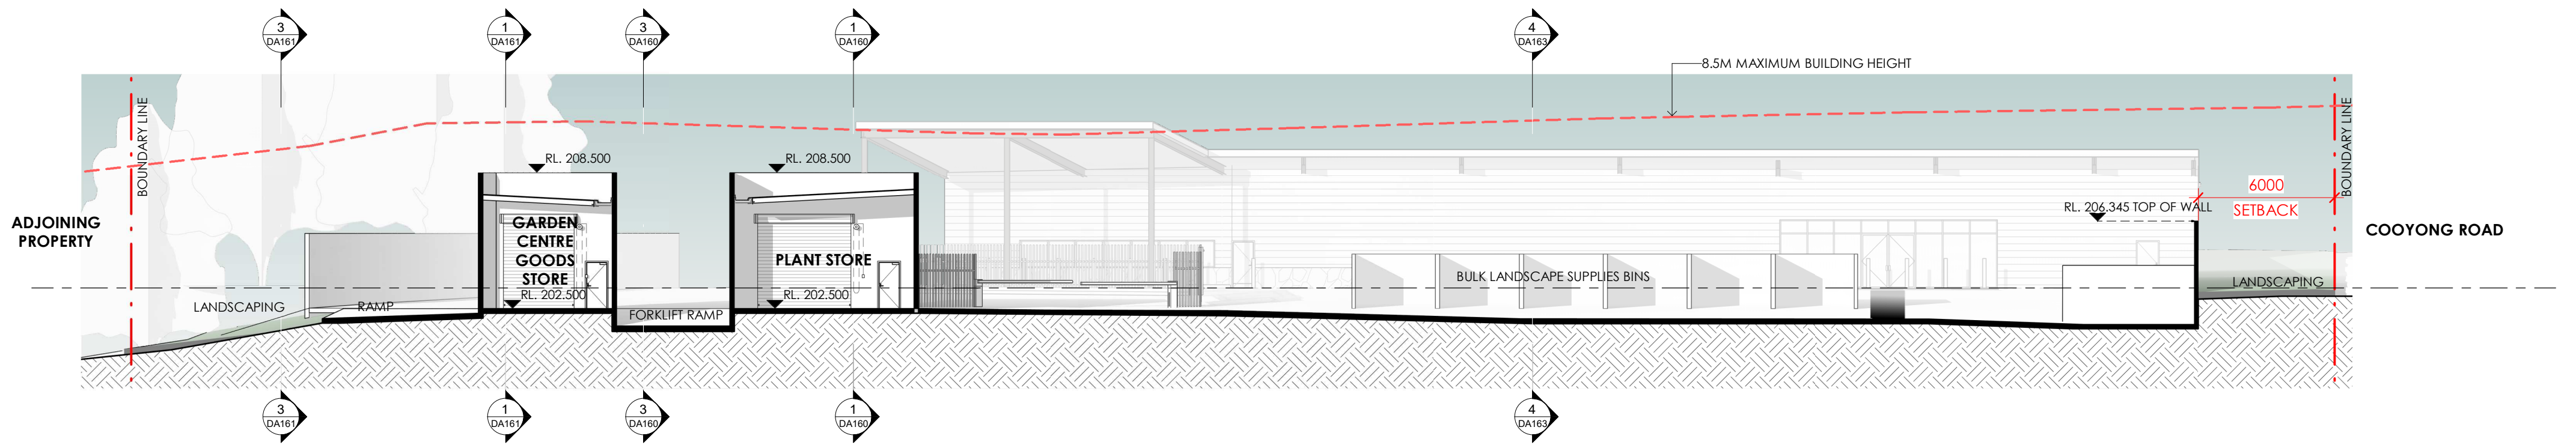 3
DA161
1
DA161
3
DA160
1
DA160
4
DA163
8.5M MAXIMUM BUILDING HEIGHT
BOUNDARY LINE
BOUNDARY LINE
RL. 208.500
RL. 208.500
6000
SETBACK
RL. 206.345 TOP OF WALL
ADJOINING
PROPERTY
GARDEN
CENTRE
GOODS
STORE
PLANT STORE
COOYONG ROAD
BULK LANDSCAPE SUPPLIES BINS
LANDSCAPING
RL. 202.500
RL. 202.500
LANDSCAPING
RAMP
FORKLIFT RAMP
3
DA161
1
DA161
3
DA160
1
DA160
4
DA163